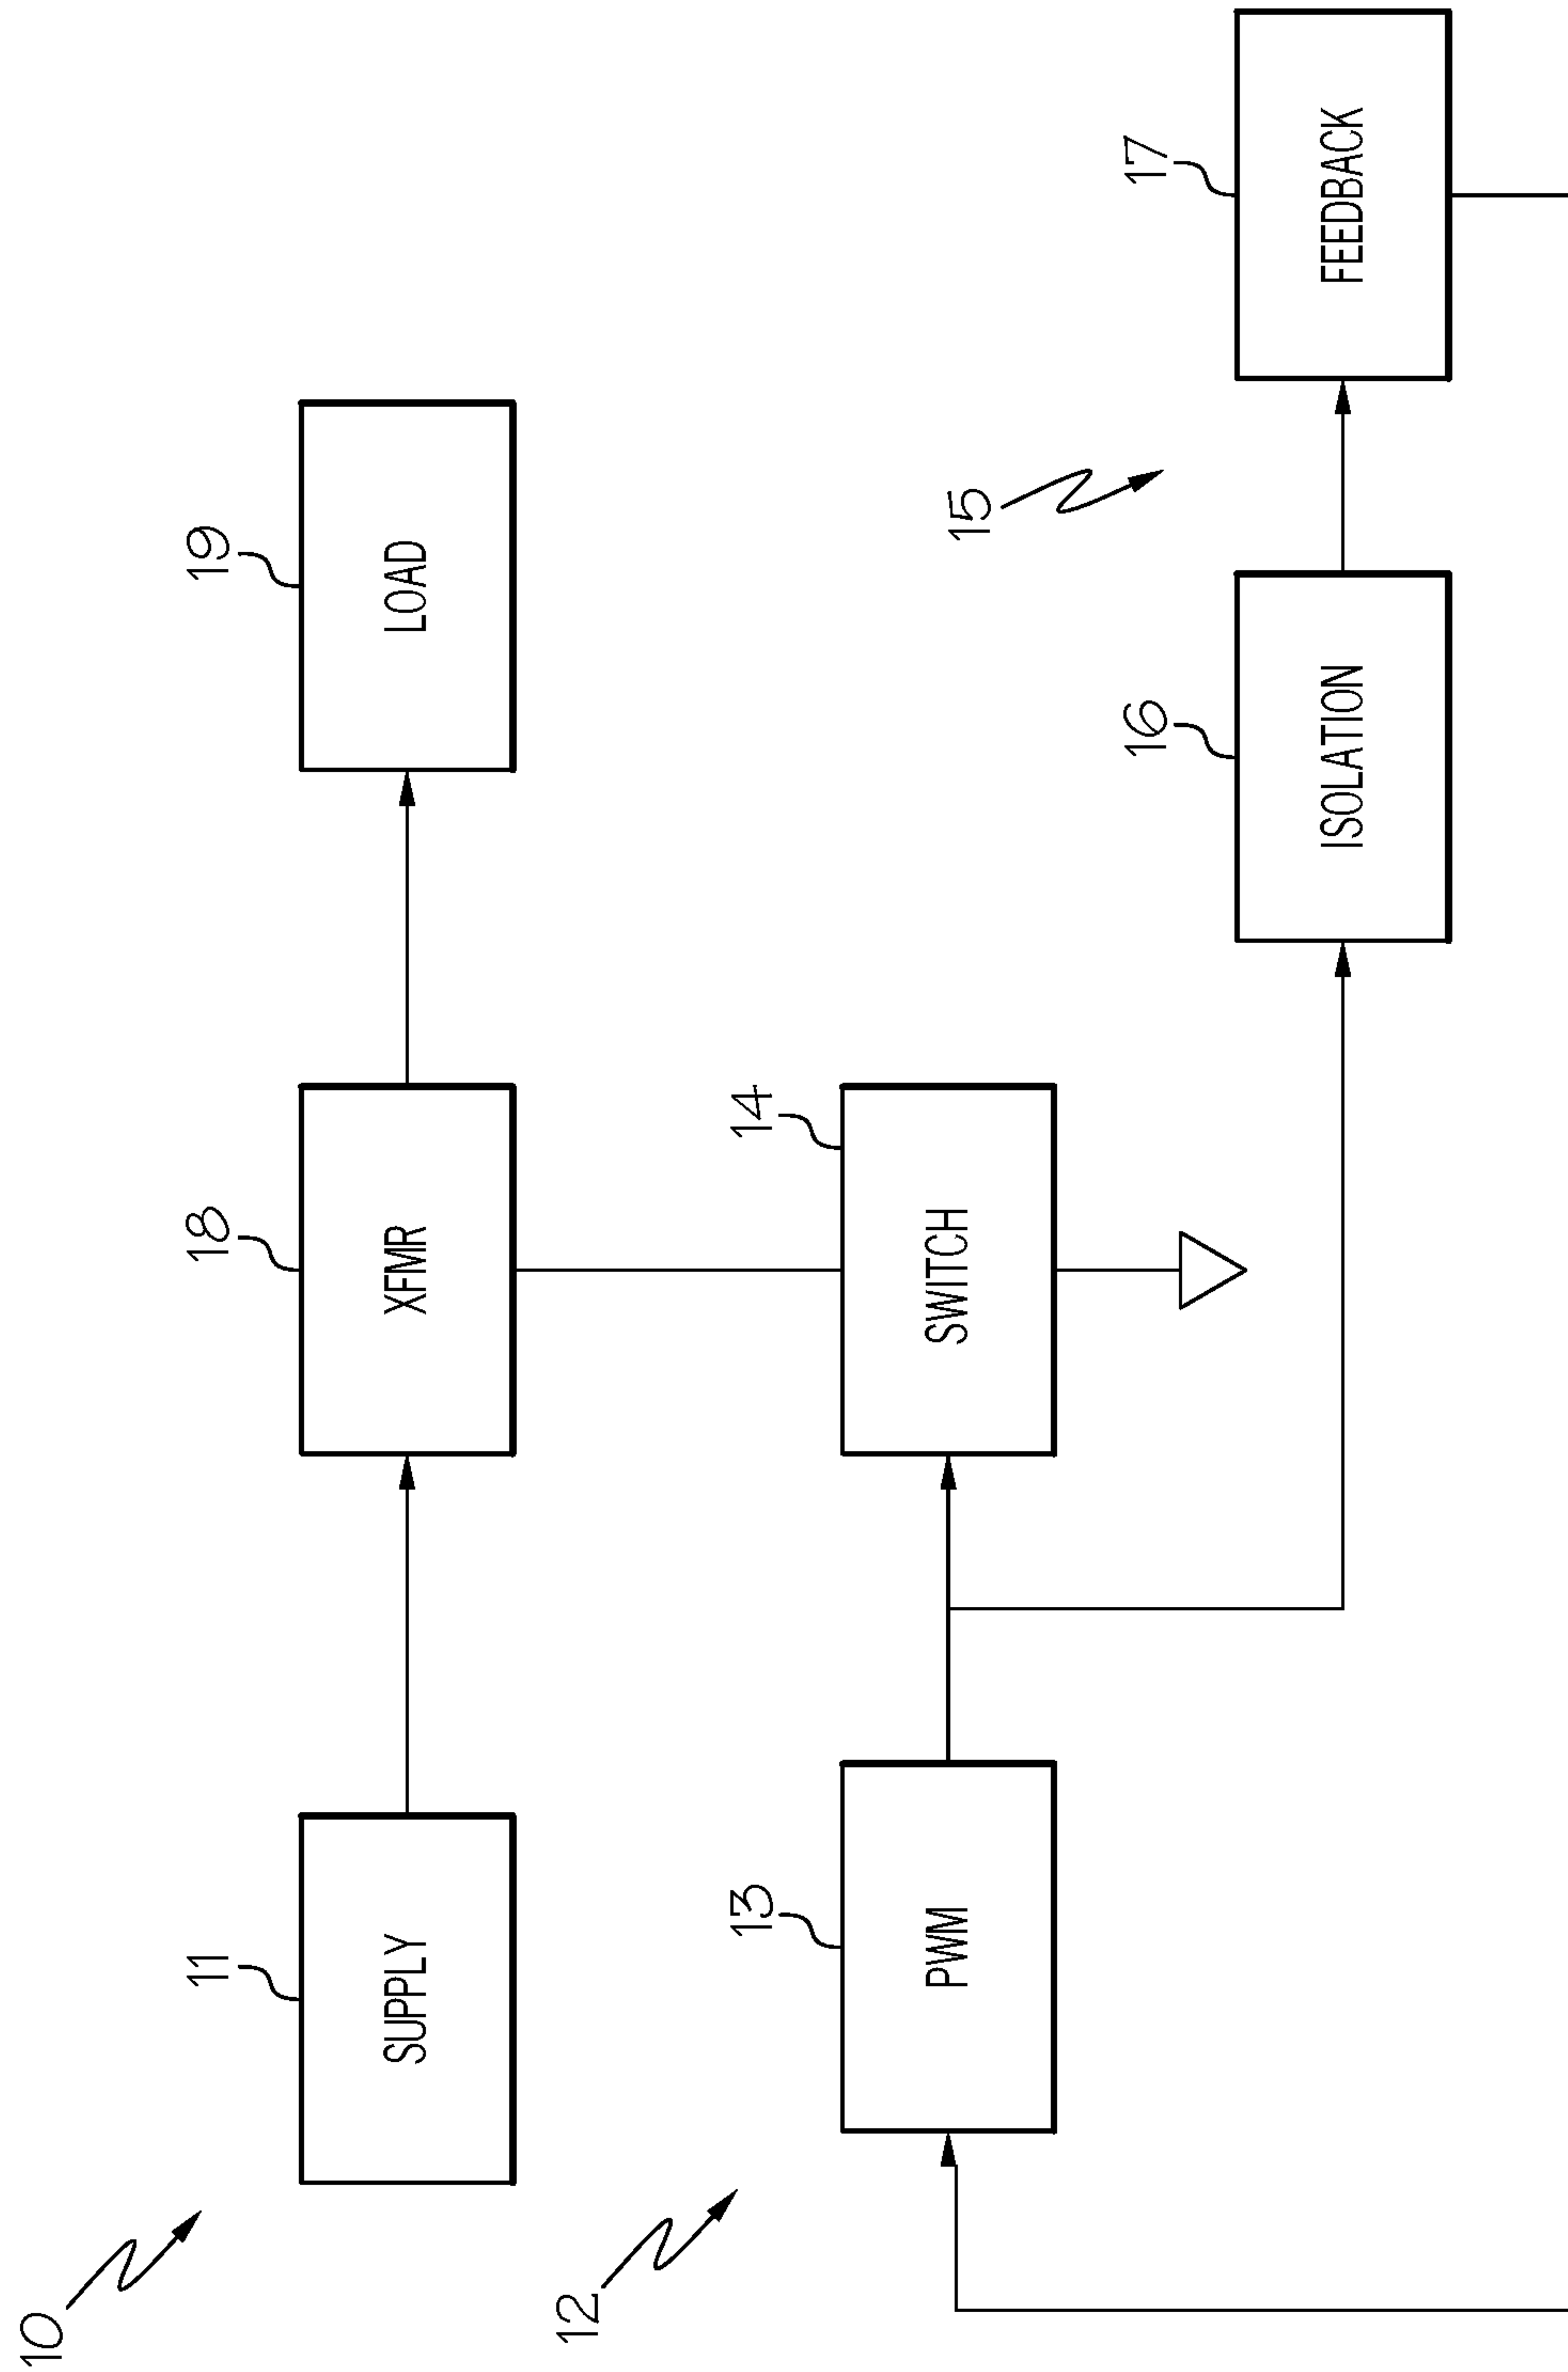 10
11
SUPPLY
18
XFMR
19
LOAD
12
13
PWM
14
SWITCH
15
16
ISOLATION
17
FEEDBACK